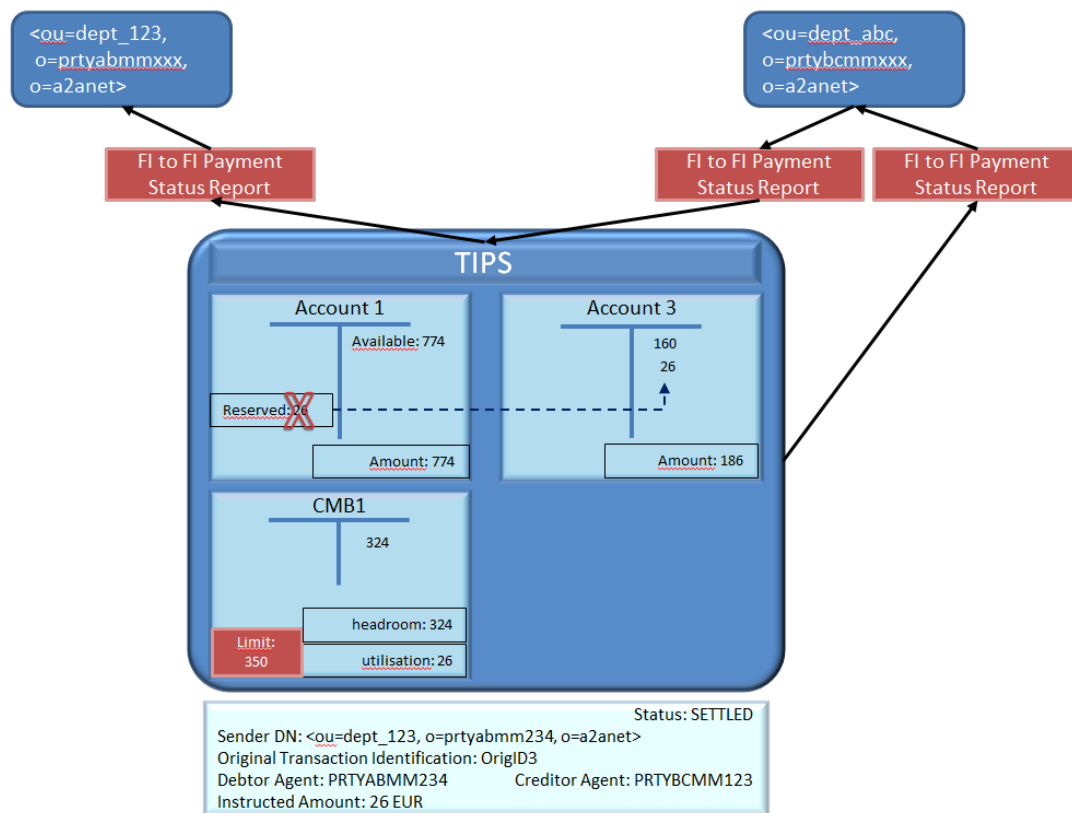 <ou=dept_123,
o=prtyabmmxxx,
o=a2anet>
<ou=dept_abc,
o=prtybcmmxxx,
o=a2anet>
FI to FI Payment
Status Report
FI to FI Payment
Status Report
FI to FI Payment
Status Report
TIPS
Account 1
Available: 774
Reserved: 26
Amount: 774
Account 3
160
26
Amount: 186
CMB1
324
headroom: 324
Limit:
350
utilisation: 26
Status: SETTLED
Sender DN: <ou=dept_123, o=prtyabmm234, o=a2anet>
Original Transaction Identification: OrigID3
Debtor Agent: PRTYABMM234 Creditor Agent: PRTYBCMM123
Instructed Amount: 26 EUR